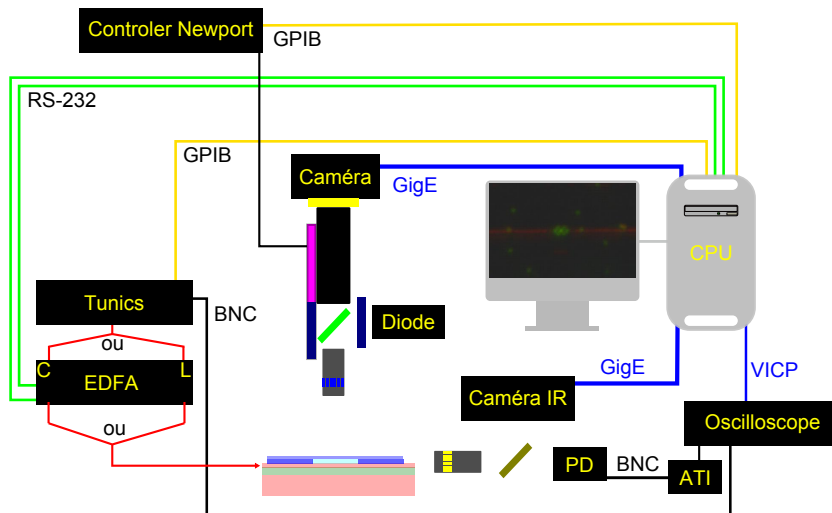 Controler Newport
GPIB
RS-232
GPIB
Caméra
GigE
CPU
Tunics
BNC
Diode
ou
C
L
EDFA
GigE
VICP
Caméra IR
Oscilloscope
ou
PD
BNC
ATI